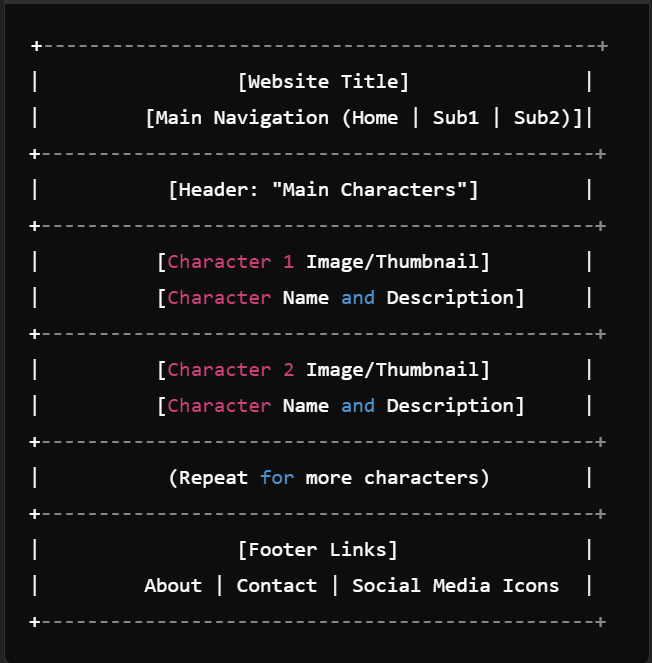 +------------------------------------------------+
| [Website Title] |
| [Main Navigation (Home | Sub1 | Sub2)]|
+------------------------------------------------+
| [Header: "Main Characters"] |
+------------------------------------------------+
| [Character 1 Image/Thumbnail] |
| [Character Name and Description] |
+------------------------------------------------+
| [Character 2 Image/Thumbnail] |
| [Character Name and Description] |
+------------------------------------------------+
| (Repeat for more characters) |
+------------------------------------------------+
| [Footer Links] |
| About | Contact | Social Media Icons |
+------------------------------------------------+